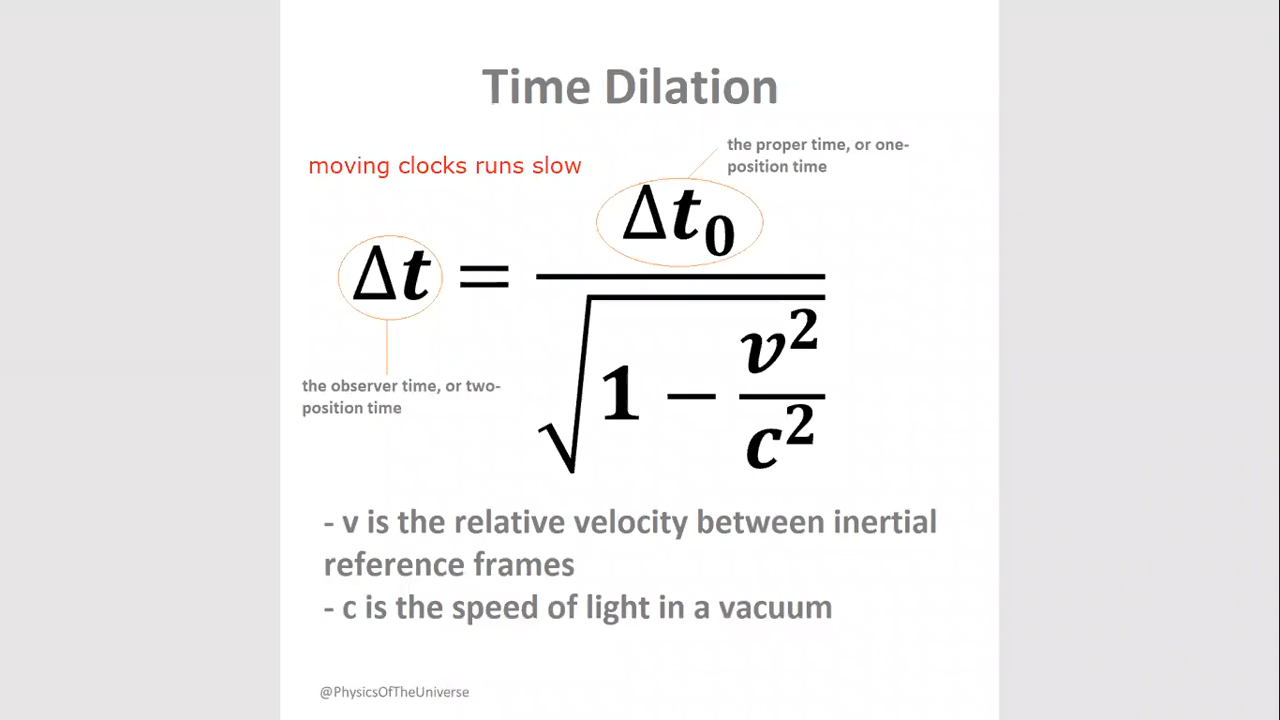 Time Dilation
the proper time, or one-
position time
moving clocks runs slow
Δt = Δt₀ / √(1 − v²/c²)
the observer time, or two-
position time
- v is the relative velocity between inertial
reference frames
- c is the speed of light in a vacuum
@PhysicsOfTheUniverse